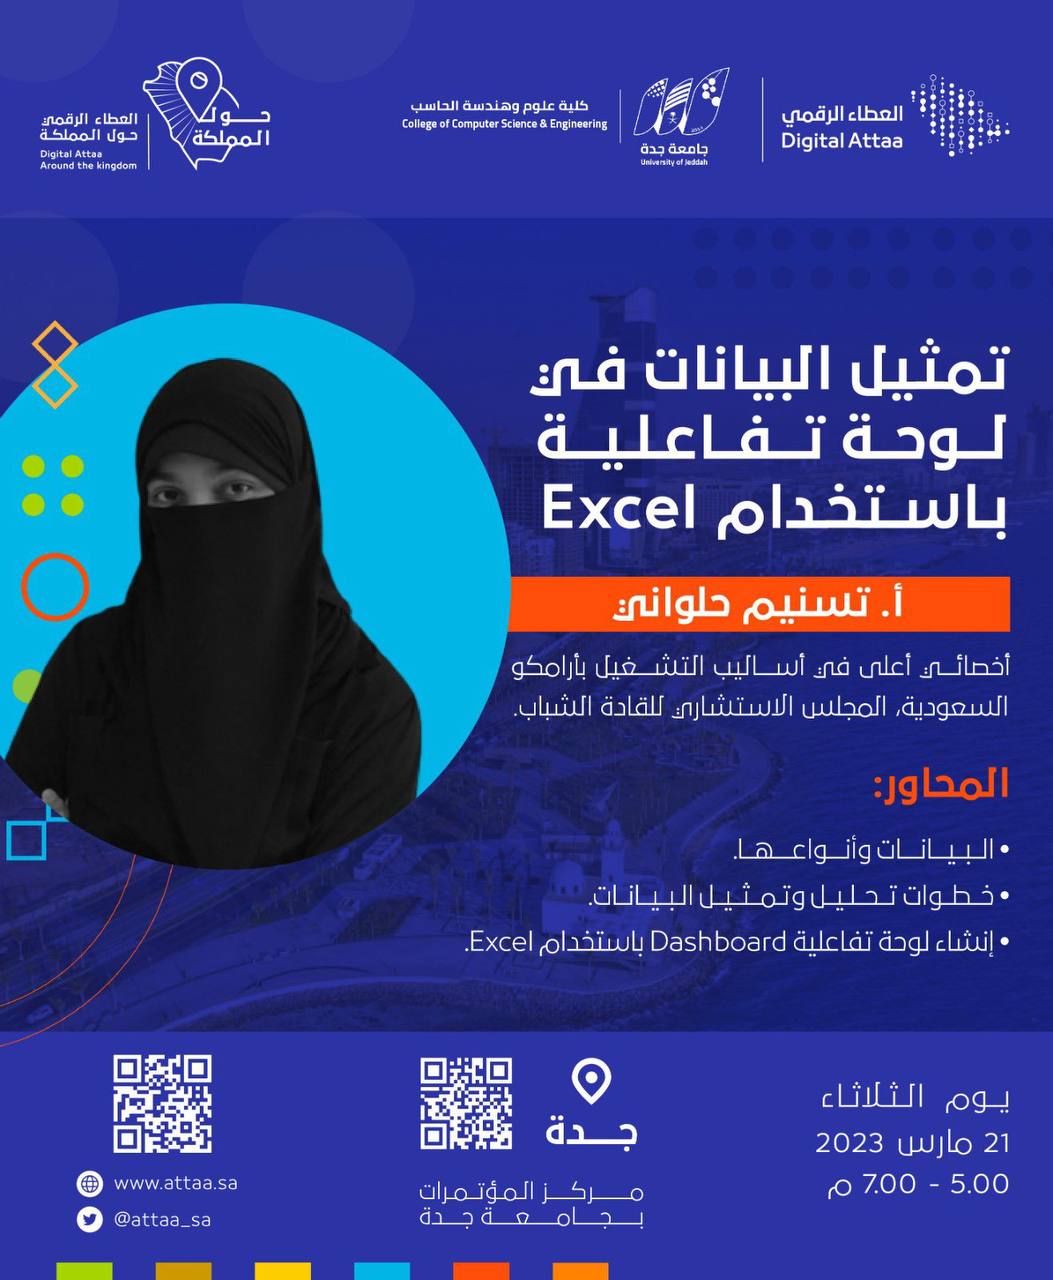 العطاء الرقمي
Digital Attaa
جامعة جدة
University of Jeddah
كلية علوم وهندسة الحاسب
College of Computer Science & Engineering
حول
المملكة
العطاء الرقمي
حول المملكة
Digital Attaa
Around the kingdom
تمثيل البيانات في
لوحة تفاعلية
باستخدام Excel
أ. تسنيم حلواني
أخصائي أعلى في أساليب التشغيل بأرامكو
السعودية، المجلس الاستشاري للقادة الشباب.
المحاور:
• البيانات وأنواعها.
• خطوات تحليل وتمثيل البيانات.
• إنشاء لوحة تفاعلية Dashboard باستخدام Excel.
يوم الثلاثاء
21 مارس 2023
5.00 - 7.00 م
جدة
مركز المؤتمرات
بجامعة جدة
www.attaa.sa
@attaa_sa